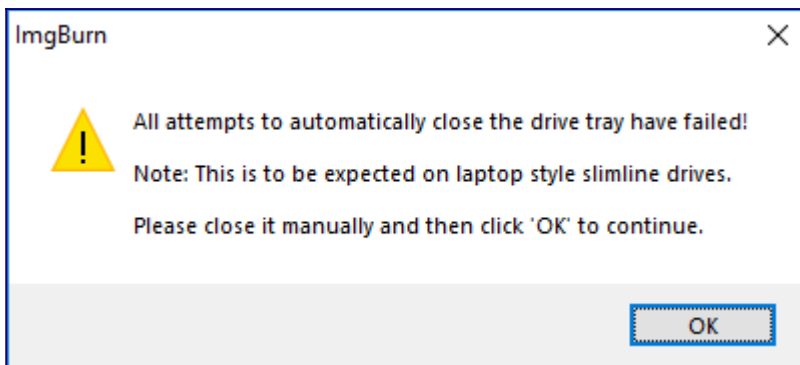 ImgBurn
All attempts to automatically close the drive tray have failed!
Note: This is to be expected on laptop style slimline drives.
Please close it manually and then click 'OK' to continue.
OK